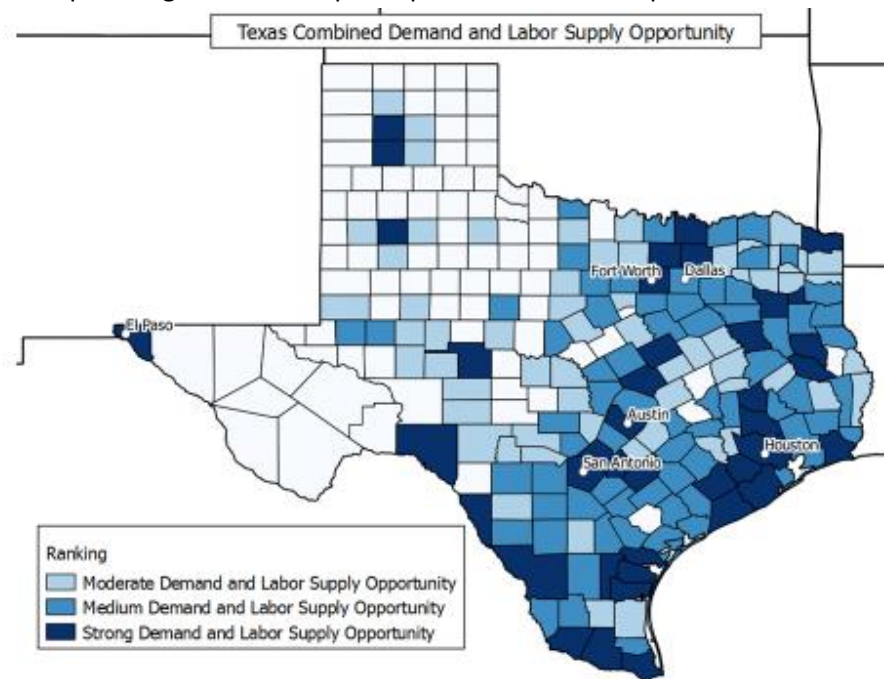 Texas Combined Demand and Labor Supply Opportunity
Fort Worth
Dallas
El Paso
Austin
Houston
San Antonio
Ranking
Moderate Demand and Labor Supply Opportunity
Medium Demand and Labor Supply Opportunity
Strong Demand and Labor Supply Opportunity